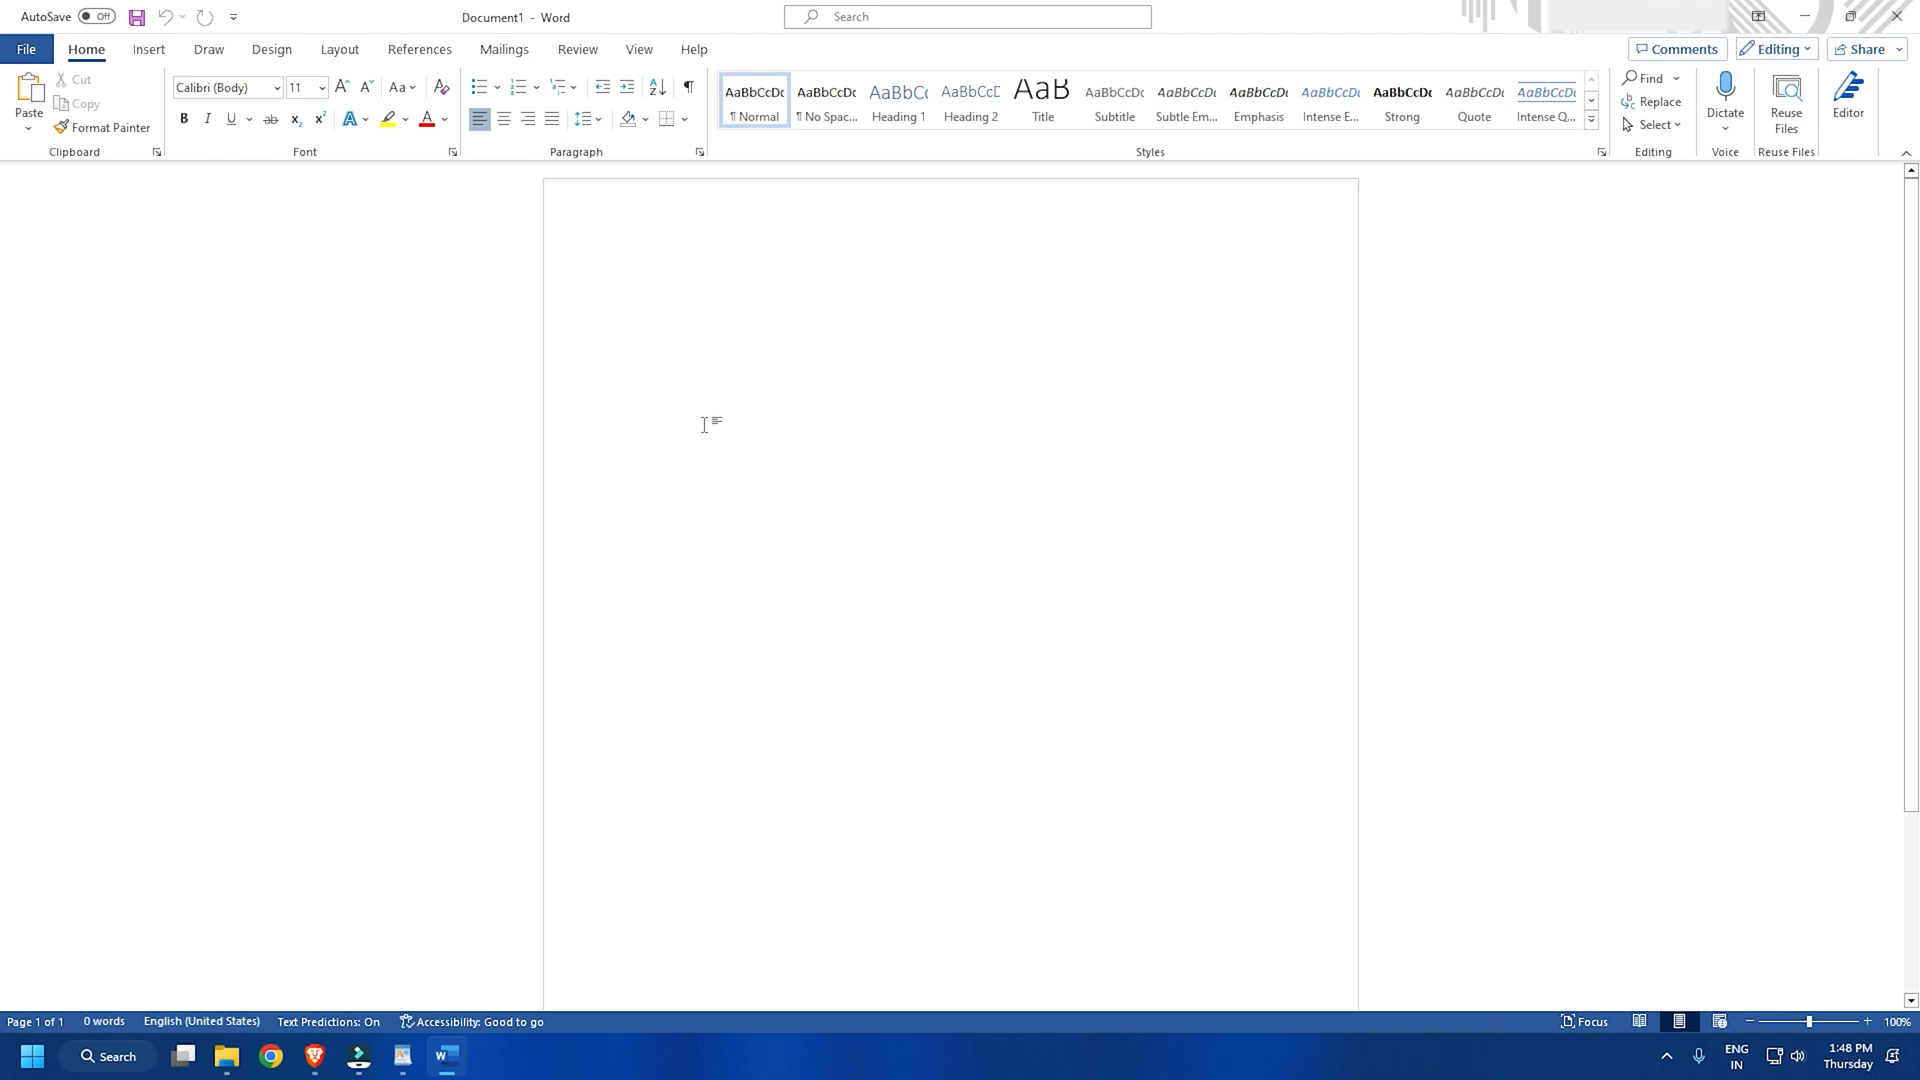 AutoSave Off Document1 - Word Search
File Home Insert Draw Design Layout References Mailings Review View Help Comments Editing Share
Paste Cut Copy Format Painter
Clipboard
Calibri (Body) 11 Aa
B I U ab x₂ x² A A
Font
Paragraph
AaBbCcDc AaBbCcDc AaBbCc AaBbCcD AaB AaBbCcDc AaBbCcDc AaBbCcDc AaBbCcDc AaBbCcDc AaBbCcDc AaBbCcDc
¶ Normal ¶ No Spac... Heading 1 Heading 2 Title Subtitle Subtle Em... Emphasis Intense E... Strong Quote Intense Q...
Styles
Find
Replace
Select
Editing
Dictate
Voice
Reuse
Files
Reuse Files
Editor
Page 1 of 1 0 words English (United States) Text Predictions: On Accessibility: Good to go Focus 100%
Search W ENG
IN
1:48 PM
Thursday